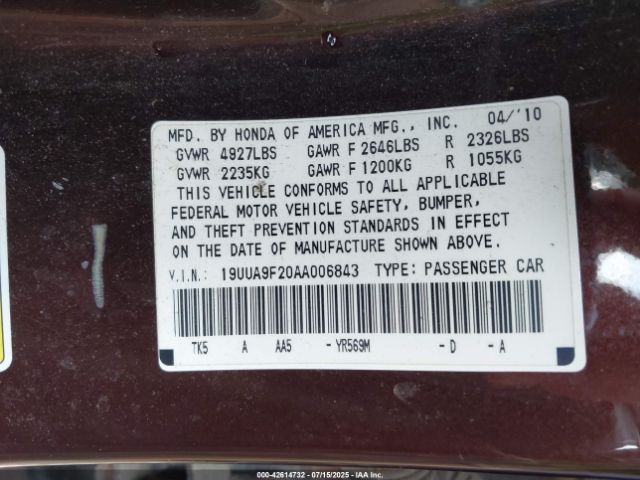 MFD. BY HONDA OF AMERICA MFG., INC. 04/'10
GVWR 4927LBS GAWR F 2646LBS R 2326LBS
GVWR 2235KG GAWR F 1200KG R 1055KG
THIS VEHICLE CONFORMS TO ALL APPLICABLE
FEDERAL MOTOR VEHICLE SAFETY, BUMPER,
AND THEFT PREVENTION STANDARDS IN EFFECT
ON THE DATE OF MANUFACTURE SHOWN ABOVE.
V.I.N.: 19UUA9F20AA006843 TYPE: PASSENGER CAR
TK5 A AA5 -YR569M -D -A
000-42614732 - 07/15/2025 - IAA Inc.